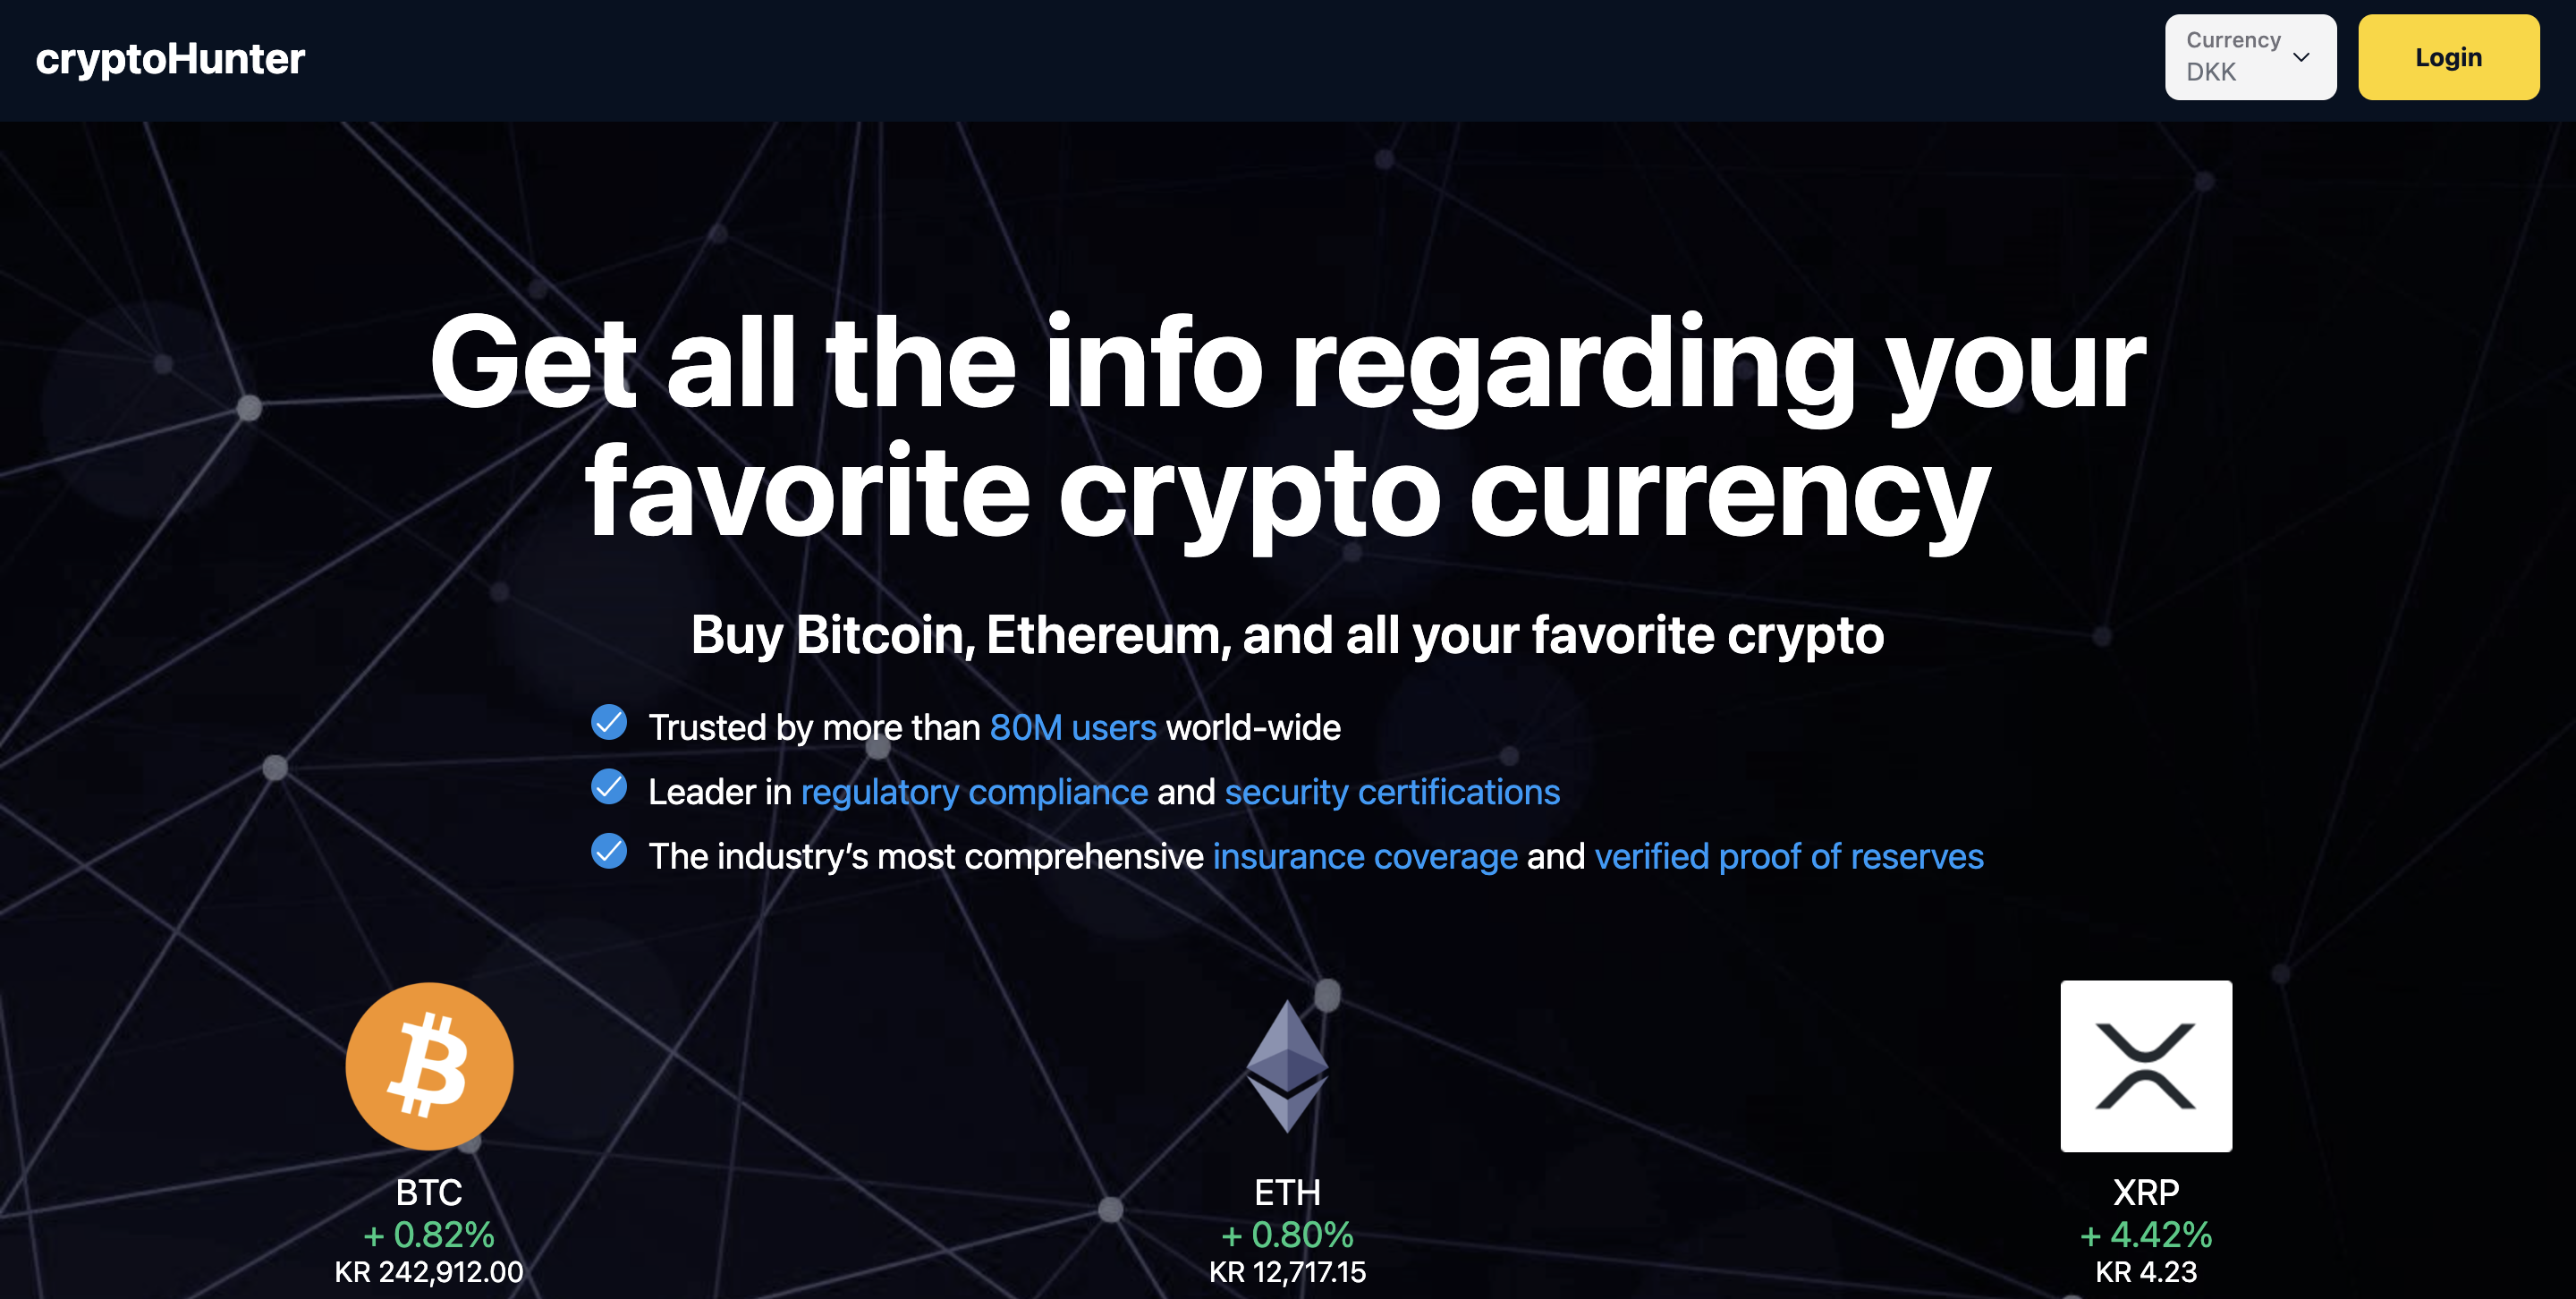 cryptoHunter
Currency
DKK
Login
Get all the info regarding your
favorite crypto currency
Buy Bitcoin, Ethereum, and all your favorite crypto
Trusted by more than 80M users world-wide
Leader in regulatory compliance and security certifications
The industry’s most comprehensive insurance coverage and verified proof of reserves
BTC
+ 0.82%
KR 242,912.00
ETH
+ 0.80%
KR 12,717.15
XRP
+ 4.42%
KR 4.23